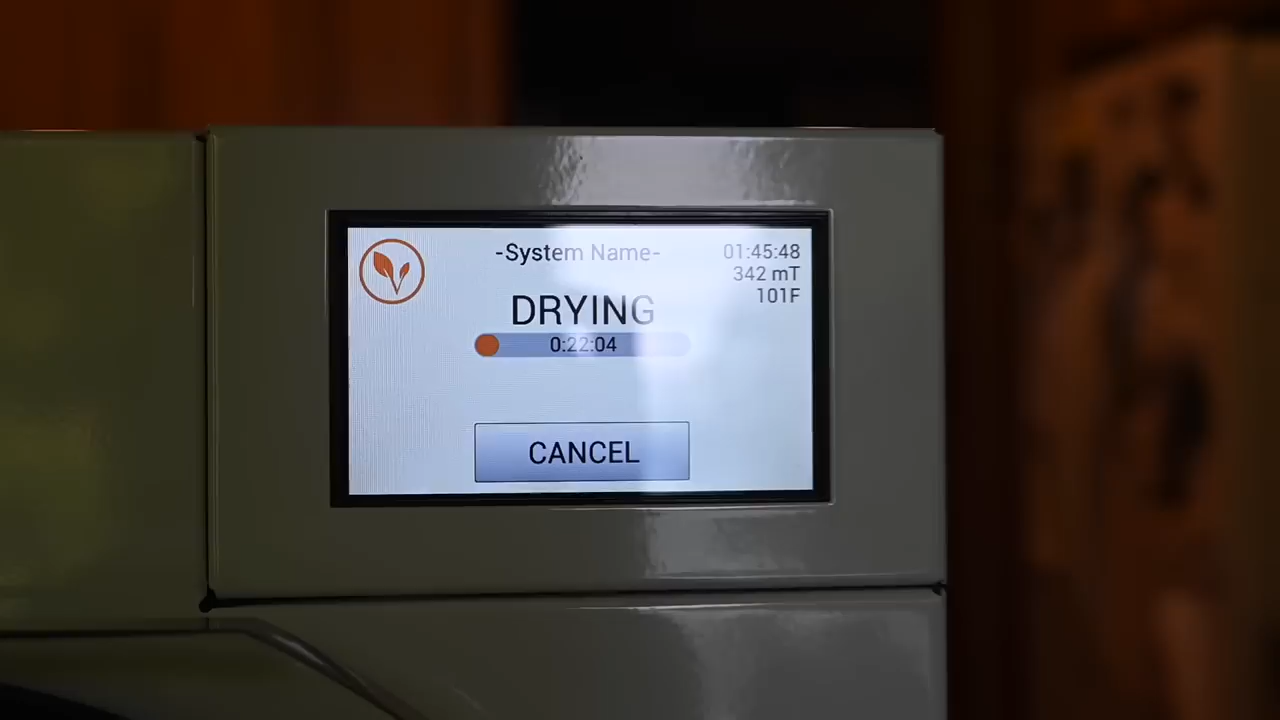 -System Name-
01:45:48
342 mT
101F
DRYING
0:22:04
CANCEL